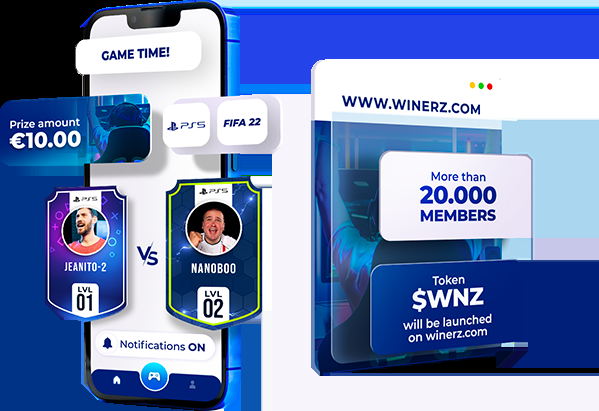 GAME TIME!
Prize amount
€10.00
PS5
FIFA 22
PS5
JEANITO-2
LVL
01
VS
PS5
NANOBOO
LVL
02
Notifications ON
WWW.WINERZ.COM
More than
20.000
MEMBERS
Token
$WNZ
will be launched
on winerz.com